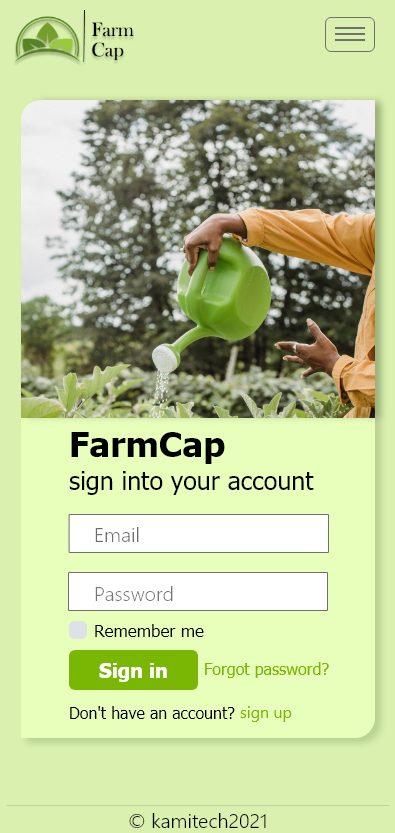 Farm
Cap
FarmCap
sign into your account
Email
Password
Remember me
Sign in Forgot password?
Don't have an account? sign up
© kamitech2021